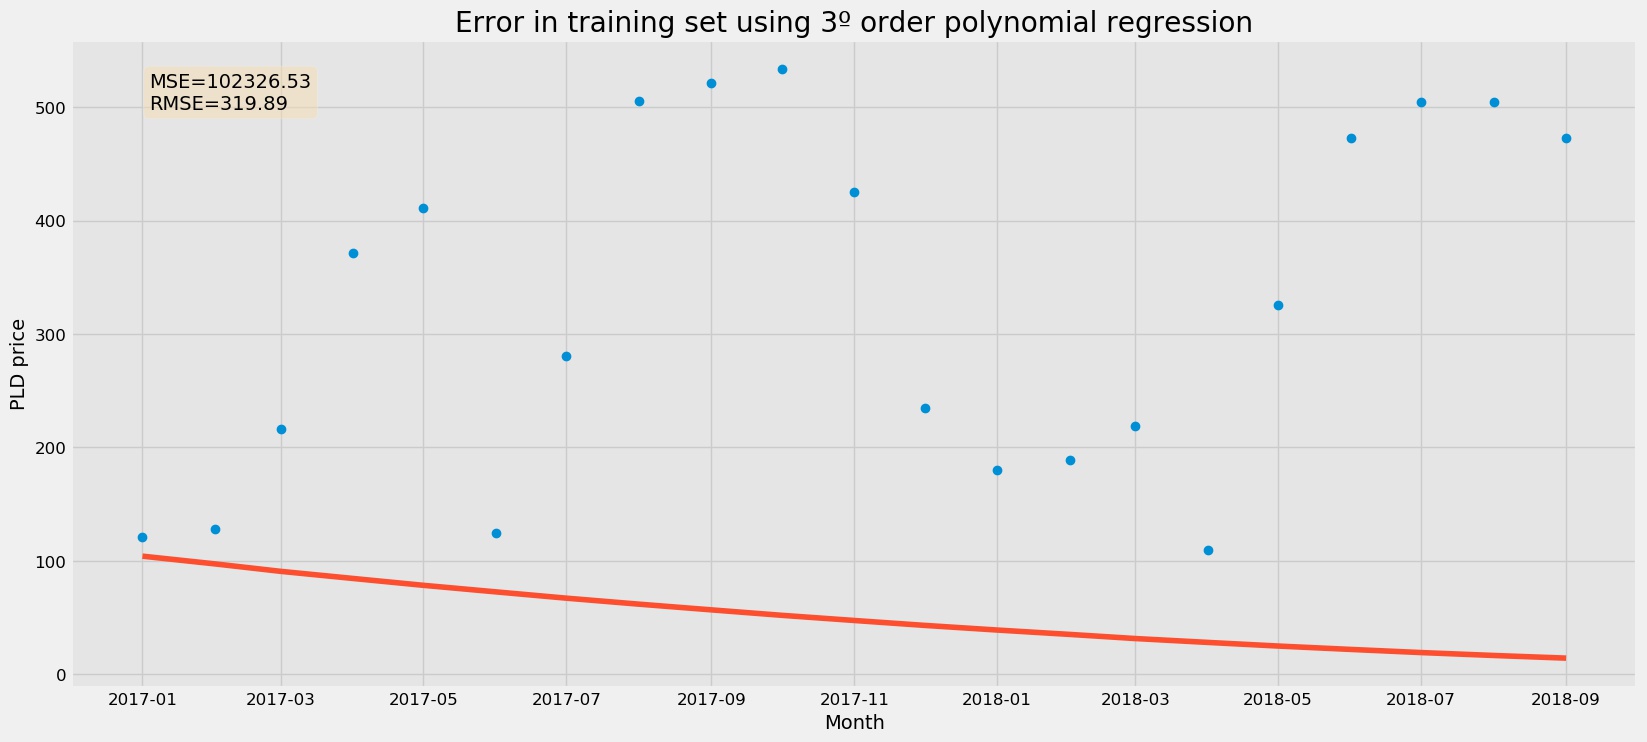 Error in training set using 3º order polynomial regression
MSE=102326.53
RMSE=319.89
500
400
300
200
100
0
PLD price
2017-01 2017-03 2017-05 2017-07 2017-09 2017-11 2018-01 2018-03 2018-05 2018-07 2018-09
Month